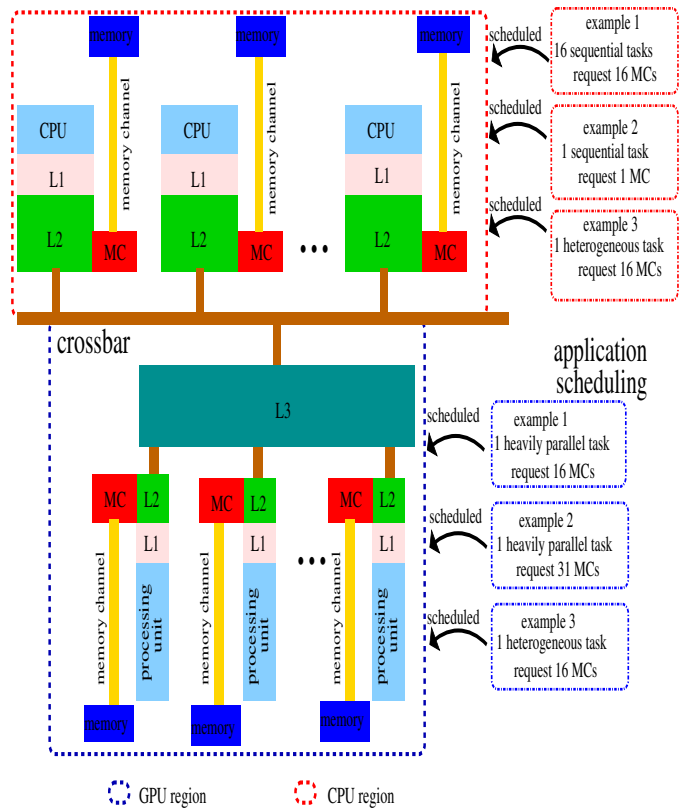 memory
memory
memory
scheduled
example 1
16 sequential tasks
request 16 MCs
memory channel
memory channel
memory channel
CPU
CPU
CPU
scheduled
example 2
1 sequential task
request 1 MC
L1
L1
L1
scheduled
example 3
1 heterogeneous task
request 16 MCs
L2
MC
L2
MC
...
L2
MC
crossbar
application
scheduling
L3
scheduled
example 1
1 heavily parallel task
request 16 MCs
MC
L2
MC
L2
MC
L2
scheduled
example 2
1 heavily parallel task
request 31 MCs
L1
L1
...
L1
memory channel
processing
unit
memory channel
processing
unit
memory channel
processing
unit
scheduled
example 3
1 heterogeneous task
request 16 MCs
memory
memory
memory
GPU region
CPU region